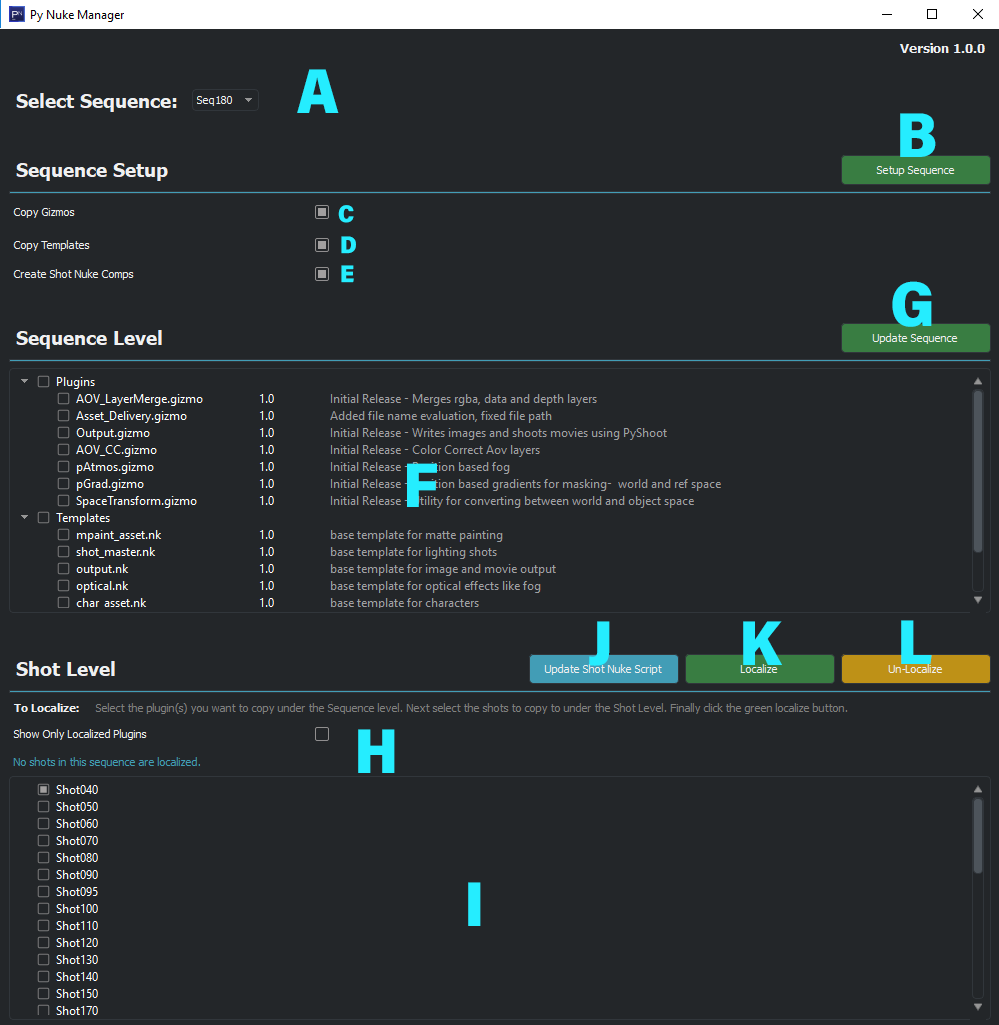 PN Py Nuke Manager
Version 1.0.0
Select Sequence: Seq180 A
B
Sequence Setup Setup Sequence
Copy Gizmos C
Copy Templates D
Create Shot Nuke Comps E
G
Sequence Level Update Sequence
Plugins
AOV_LayerMerge.gizmo 1.0 Initial Release - Merges rgba, data and depth layers
Asset_Delivery.gizmo 1.0 Added file name evaluation, fixed file path
Output.gizmo 1.0 Initial Release - Writes images and shoots movies using PyShoot
AOV_CC.gizmo 1.0 Initial Release - Color Correct Aov layers
pAtmos.gizmo 1.0 Initial Release - Position based fog
F
pGrad.gizmo 1.0 Initial Release - Position based gradients for masking- world and ref space
SpaceTransform.gizmo 1.0 Initial Release - Utility for converting between world and object space
Templates
mpaint_asset.nk 1.0 base template for matte painting
shot_master.nk 1.0 base template for lighting shots
output.nk 1.0 base template for image and movie output
optical.nk 1.0 base template for optical effects like fog
char_asset.nk 1.0 base template for characters
J K L
Shot Level Update Shot Nuke Script Localize Un-Localize
To Localize: Select the plugin(s) you want to copy under the Sequence level. Next select the shots to copy to under the Shot Level. Finally click the green localize button.
Show Only Localized Plugins
H
No shots in this sequence are localized.
Shot040
Shot050
Shot060
Shot070
Shot080
Shot090
Shot095
I
Shot100
Shot110
Shot120
Shot130
Shot140
Shot150
Shot170